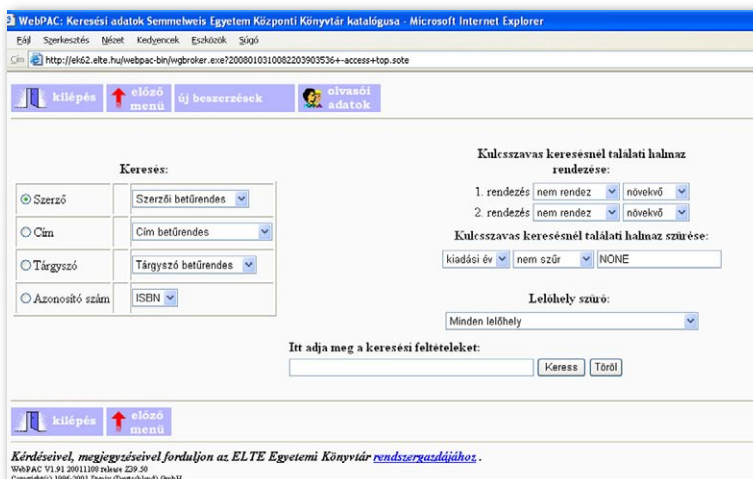 WebPAC: Keresési adatok Semmelweis Egyetem Központi Könyvtár katalógusa - Microsoft Internet Explorer
Fájl Szerkesztés Nézet Kedvencek Eszközök Súgó
Cím http://ek62.elte.hu/webpac-bin/wgbroker.exe?2008010310082203903536+-access+top.sote
kilépés előző menü új beszerzések olvasói adatok
Keresés:
Szerző Szerzői betűrendes
Cím Cím betűrendes
Tárgyszó Tárgyszó betűrendes
Azonosító szám ISBN
Kulcsszavas keresésnél találati halmaz
rendezése:
1. rendezés nem rendez növekvő
2. rendezés nem rendez növekvő
Kulcsszavas keresésnél találati halmaz szűrése:
kiadási év nem szűr NONE
Lelőhely szűrő:
Minden lelőhely
Itt adja meg a keresési feltételeket:
Keress Töröl
kilépés előző menü
Kérdéseivel, megjegyzéseivel forduljon az ELTE Egyetemi Könyvtár rendszergazdájához .
WebPAC V1.91 20011108 release Z39.50